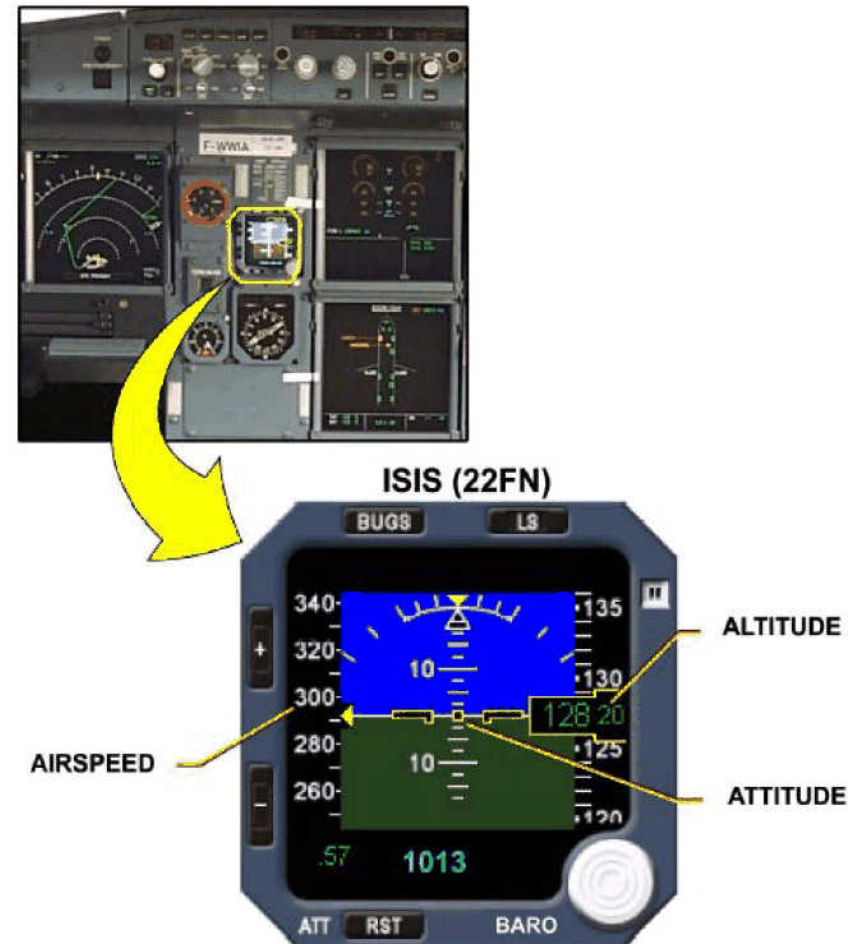 F-WWIA
ISIS (22FN)
BUGS
LS
340
135
ALTITUDE
+
320
10
130
300
128 20
AIRSPEED
280
125
ATTITUDE
10
260
-
120
.57
1013
ATT
RST
BARO